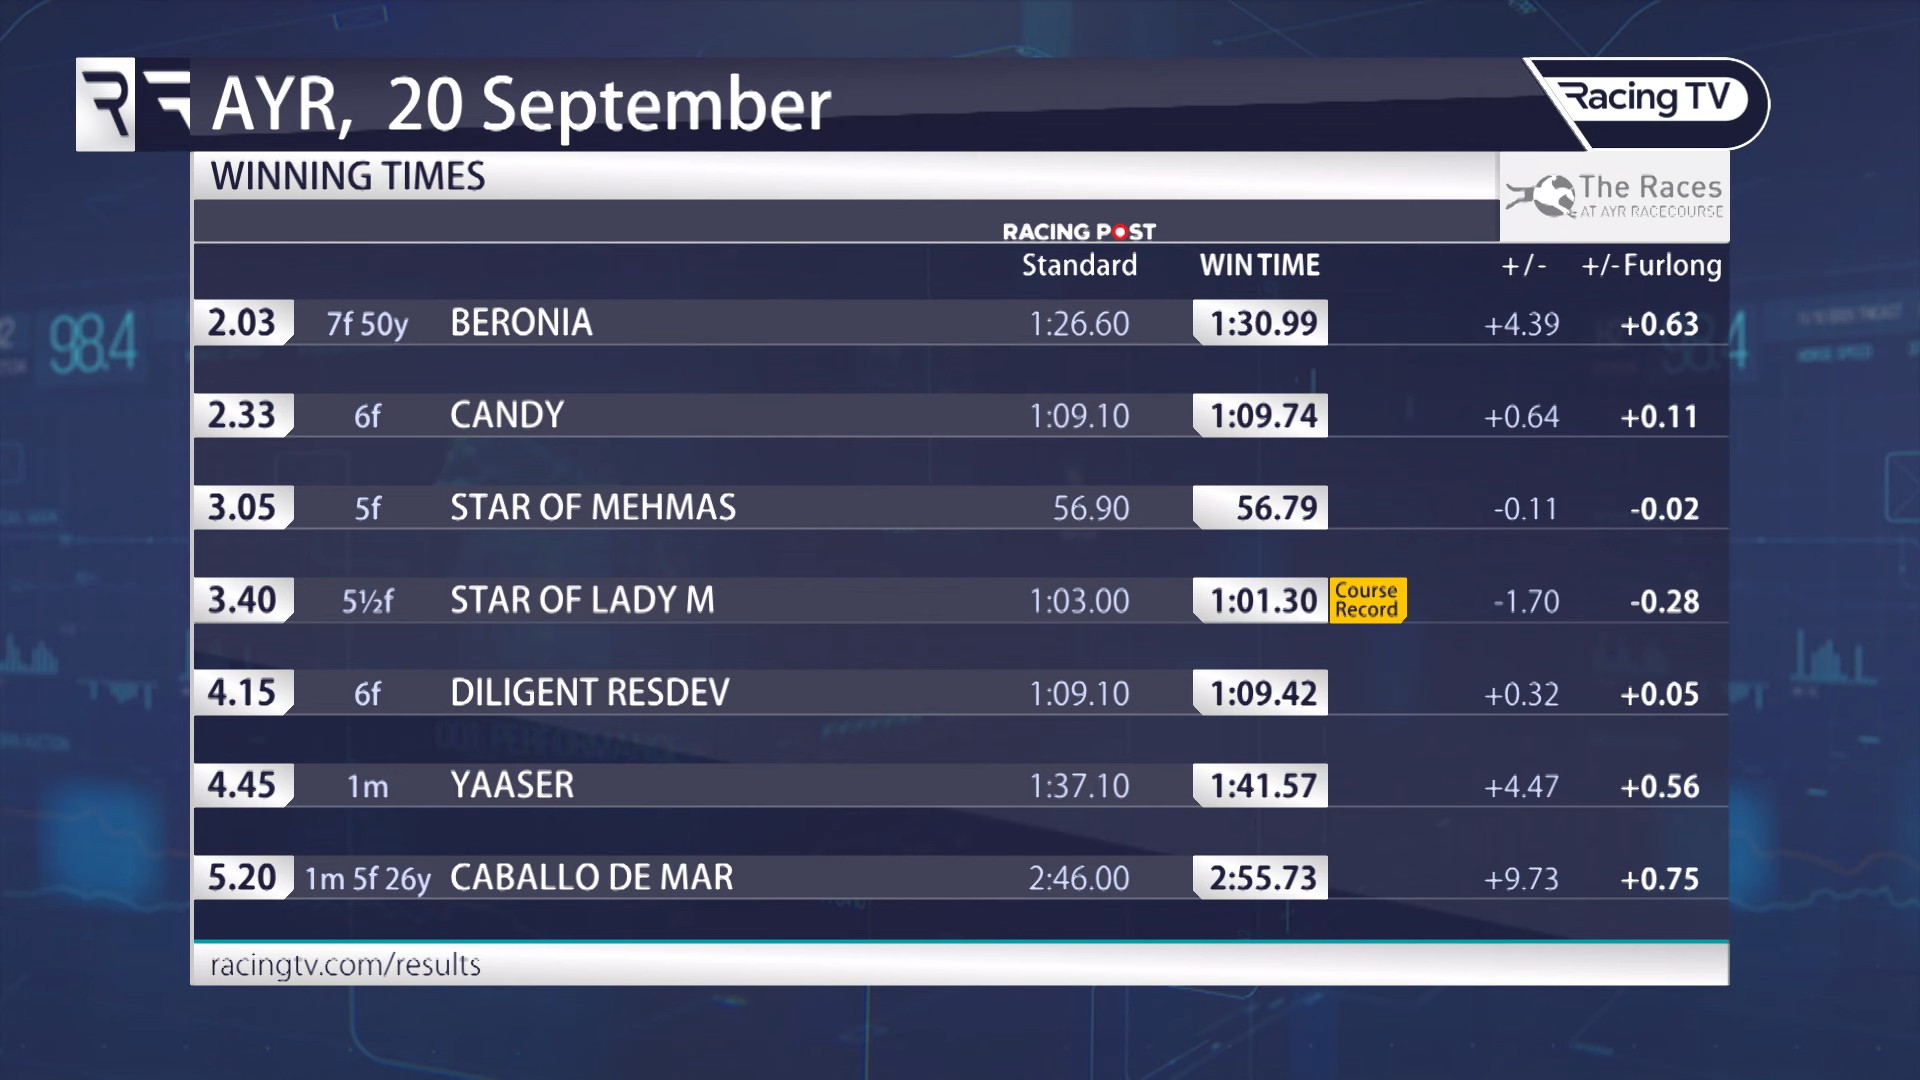 AYR, 20 September
Racing TV
WINNING TIMES
The Races
AT AYR RACECOURSE
RACING POST
Standard WIN TIME +/- +/- Furlong
2.03 7f 50y BERONIA 1:26.60 1:30.99 +4.39 +0.63
2.33 6f CANDY 1:09.10 1:09.74 +0.64 +0.11
3.05 5f STAR OF MEHMAS 56.90 56.79 -0.11 -0.02
3.40 5½f STAR OF LADY M 1:03.00 1:01.30 Course Record -1.70 -0.28
4.15 6f DILIGENT RESDEV 1:09.10 1:09.42 +0.32 +0.05
4.45 1m YAASER 1:37.10 1:41.57 +4.47 +0.56
5.20 1m 5f 26y CABALLO DE MAR 2:46.00 2:55.73 +9.73 +0.75
racingtv.com/results
98.4